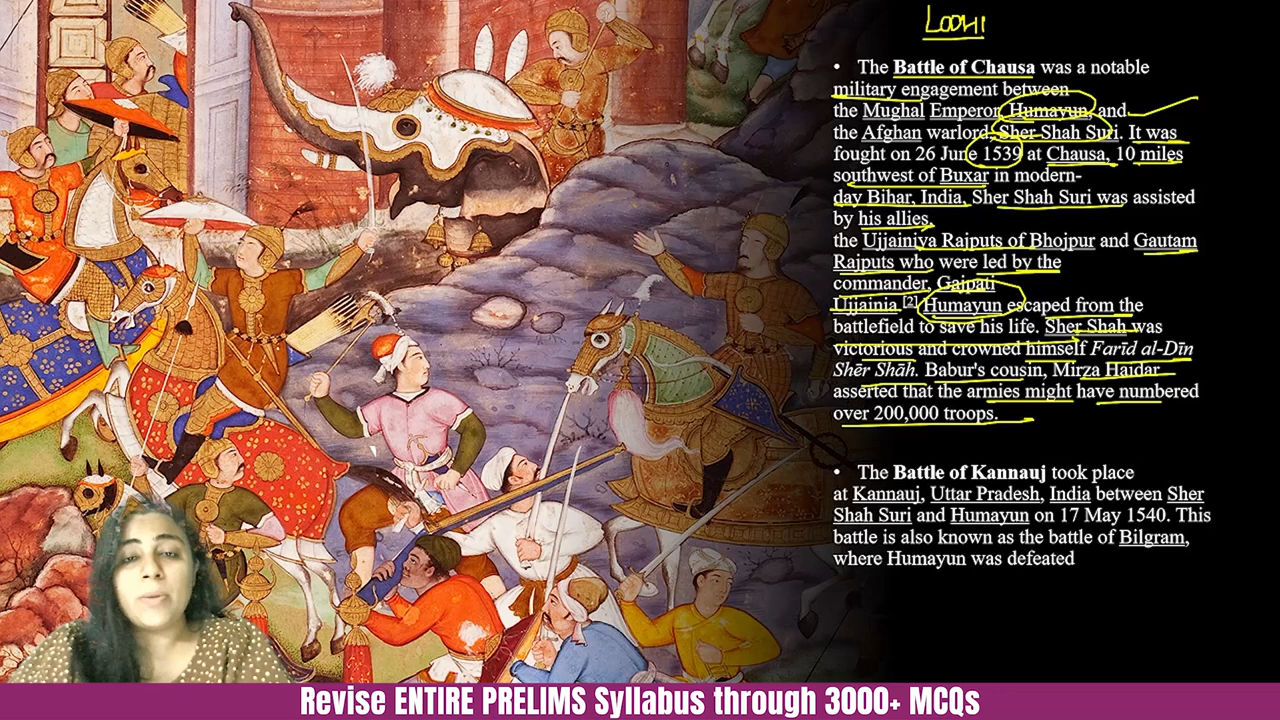 LODHI
• The Battle of Chausa was a notable
military engagement between
the Mughal Emperor, Humayun, and
the Afghan warlord, Sher Shah Suri. It was
fought on 26 June 1539 at Chausa, 10 miles
southwest of Buxar in modern-
day Bihar, India, Sher Shah Suri was assisted
by his allies,
the Ujjainiya Rajputs of Bhojpur and Gautam
Rajputs who were led by the
commander, Gajpati
Ujjainia.[2] Humayun escaped from the
battlefield to save his life. Sher Shah was
victorious and crowned himself Farīd al-Dīn
Shēr Shāh. Babur's cousin, Mirza Haidar
asserted that the armies might have numbered
over 200,000 troops.
• The Battle of Kannauj took place
at Kannauj, Uttar Pradesh, India between Sher
Shah Suri and Humayun on 17 May 1540. This
battle is also known as the battle of Bilgram,
where Humayun was defeated
Revise ENTIRE PRELIMS Syllabus through 3000+ MCQs